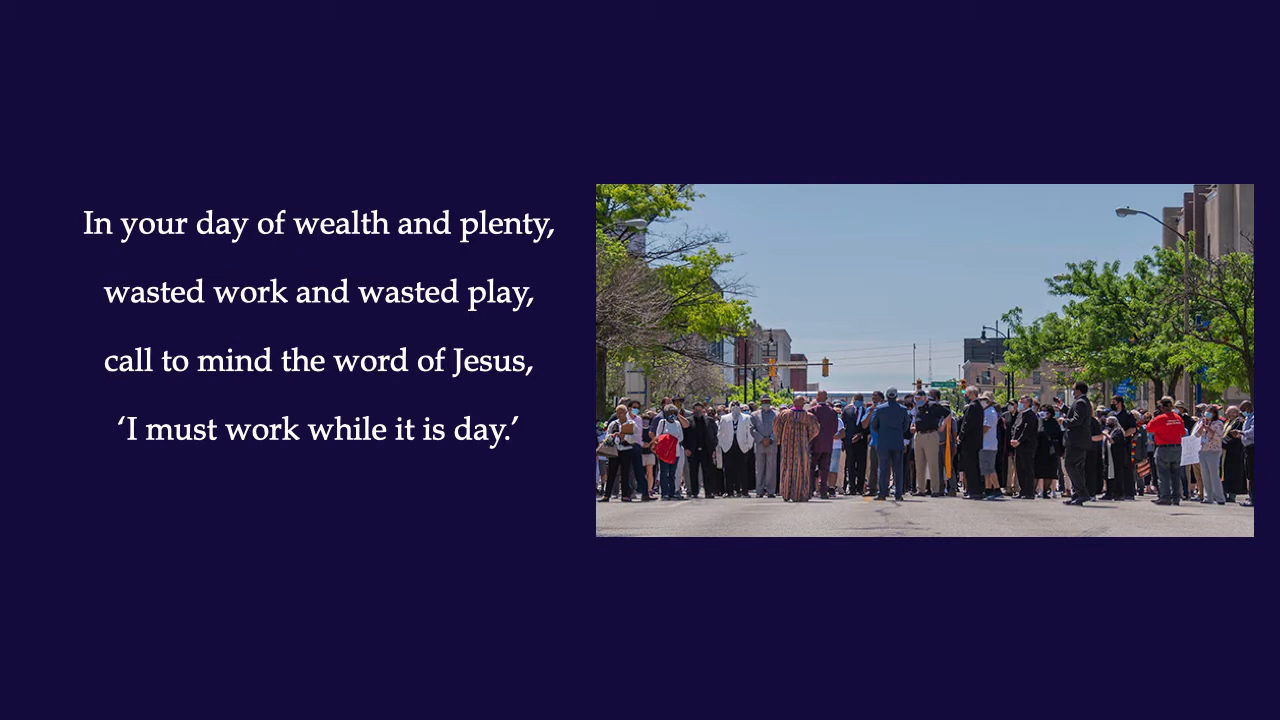 In your day of wealth and plenty,
wasted work and wasted play,
call to mind the word of Jesus,
‘I must work while it is day.’